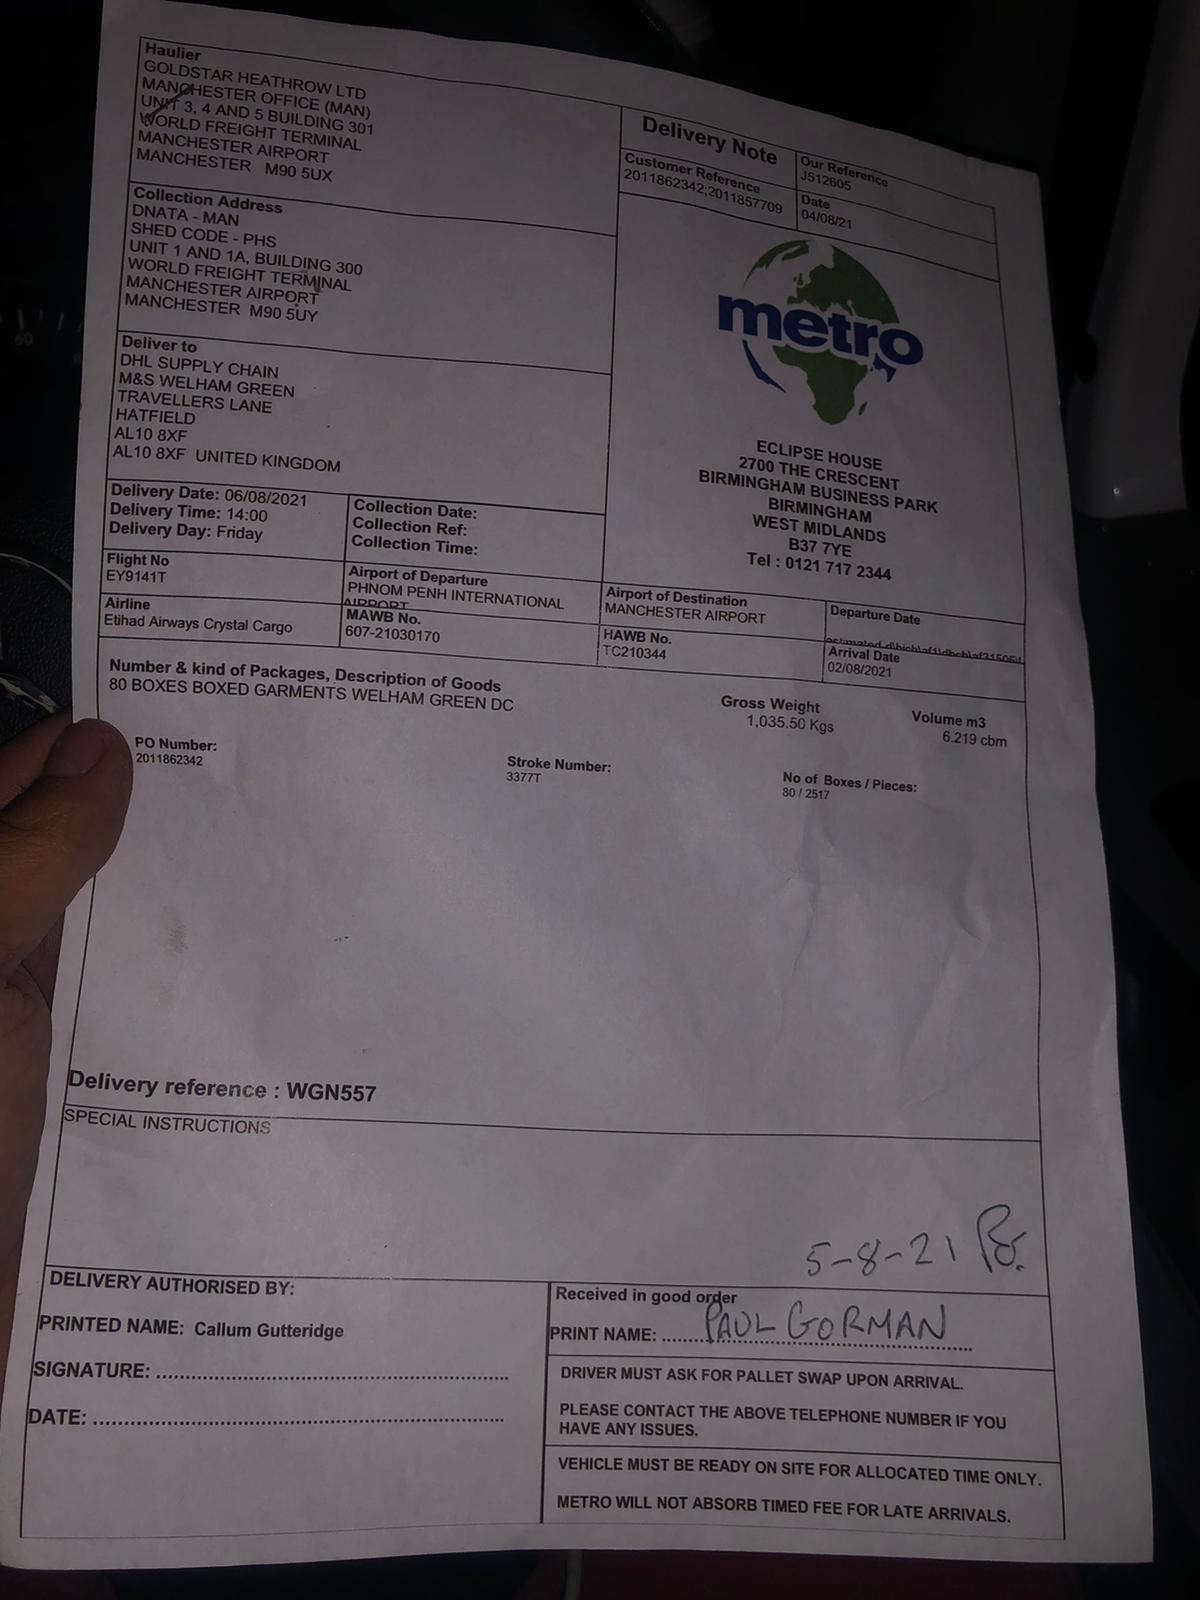 Haulier
GOLDSTAR HEATHROW LTD
MANCHESTER OFFICE (MAN)
UNIT 3, 4 AND 5 BUILDING 301
WORLD FREIGHT TERMINAL
MANCHESTER AIRPORT
MANCHESTER M90 5UX
Delivery Note
Our Reference
J512605
Customer Reference
2011862342;2011857709
Date
04/08/21
Collection Address
DNATA - MAN
SHED CODE - PHS
UNIT 1 AND 1A, BUILDING 300
WORLD FREIGHT TERMINAL
MANCHESTER AIRPORT
MANCHESTER M90 5UY
metro
Deliver to
DHL SUPPLY CHAIN
M&S WELHAM GREEN
TRAVELLERS LANE
HATFIELD
AL10 8XF
AL10 8XF UNITED KINGDOM
ECLIPSE HOUSE
2700 THE CRESCENT
BIRMINGHAM BUSINESS PARK
BIRMINGHAM
WEST MIDLANDS
B37 7YE
Tel : 0121 717 2344
Delivery Date: 06/08/2021
Delivery Time: 14:00
Delivery Day: Friday
Collection Date:
Collection Ref:
Collection Time:
Flight No
EY9141T
Airport of Departure
PHNOM PENH INTERNATIONAL
AIRPORT
Airport of Destination
MANCHESTER AIRPORT
Departure Date
Airline
Etihad Airways Crystal Cargo
MAWB No.
607-21030170
HAWB No.
TC210344
Arrival Date
02/08/2021
Number & kind of Packages, Description of Goods
80 BOXES BOXED GARMENTS WELHAM GREEN DC
Gross Weight
1,035.50 Kgs
Volume m3
6.219 cbm
PO Number:
2011862342
Stroke Number:
3377T
No of Boxes / Pieces:
80 / 2517
Delivery reference : WGN557
SPECIAL INSTRUCTIONS
5-8-21
DELIVERY AUTHORISED BY:
PRINTED NAME: Callum Gutteridge
SIGNATURE:
DATE:
Received in good order
PRINT NAME: PAUL GORMAN
DRIVER MUST ASK FOR PALLET SWAP UPON ARRIVAL.
PLEASE CONTACT THE ABOVE TELEPHONE NUMBER IF YOU
HAVE ANY ISSUES.
VEHICLE MUST BE READY ON SITE FOR ALLOCATED TIME ONLY.
METRO WILL NOT ABSORB TIMED FEE FOR LATE ARRIVALS.
60